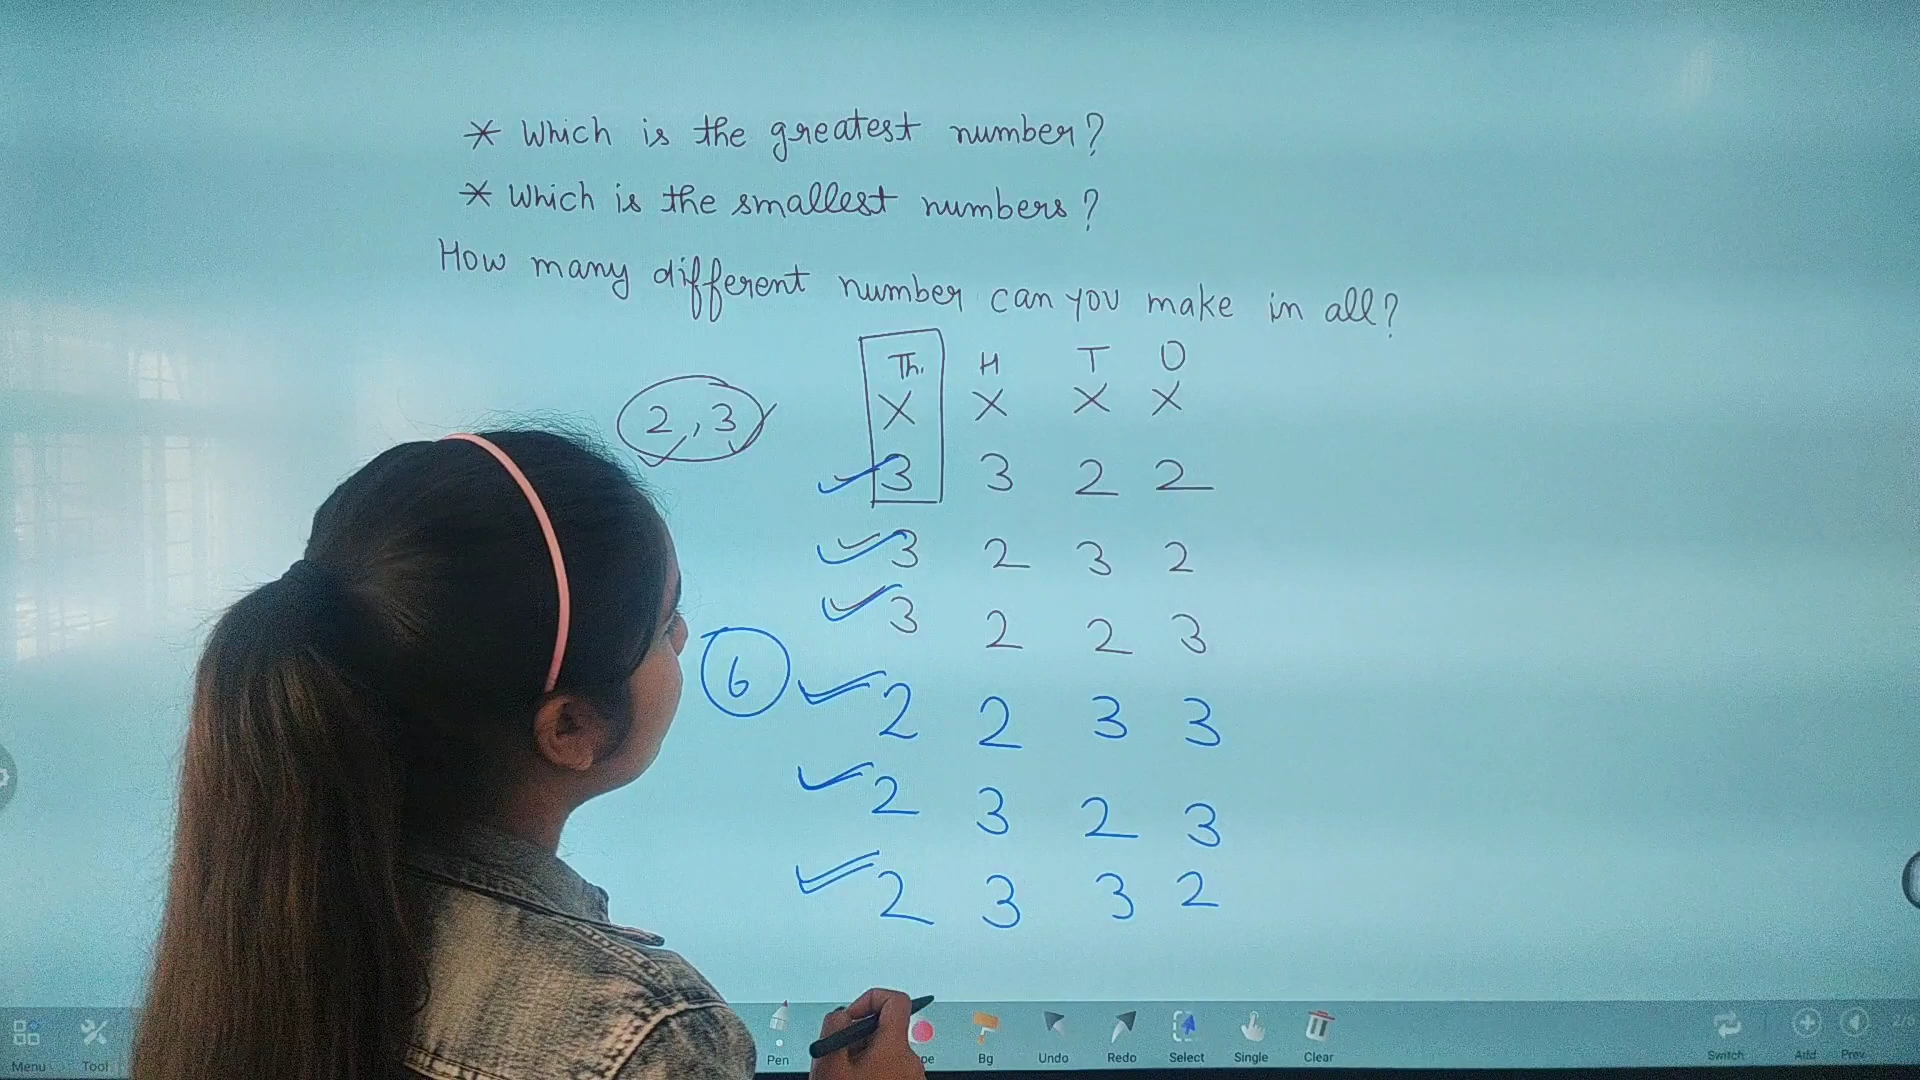 * Which is the greatest number?
* Which is the smallest numbers?
How many different number can you make in all?
Th. H T O
2, 3
X X X X
3 3 2 2
3 2 3 2
3 2 2 3
6
2 2 3 3
2 3 2 3
2 3 3 2
Menu Tool Pen Bg Undo Redo Select Single Clear Switch Add Prev